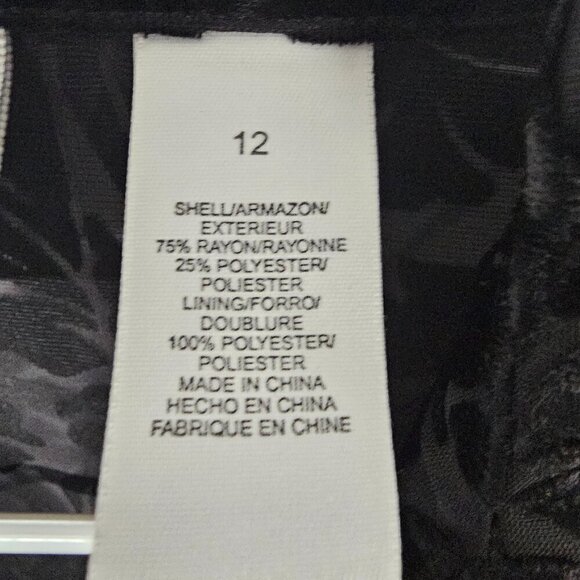 12
SHELL/ARMAZON/
EXTERIEUR
75% RAYON/RAYONNE
25% POLYESTER/
POLIESTER
LINING/FORRO/
DOUBLURE
100% POLYESTER/
POLIESTER
MADE IN CHINA
HECHO EN CHINA
FABRIQUE EN CHINE